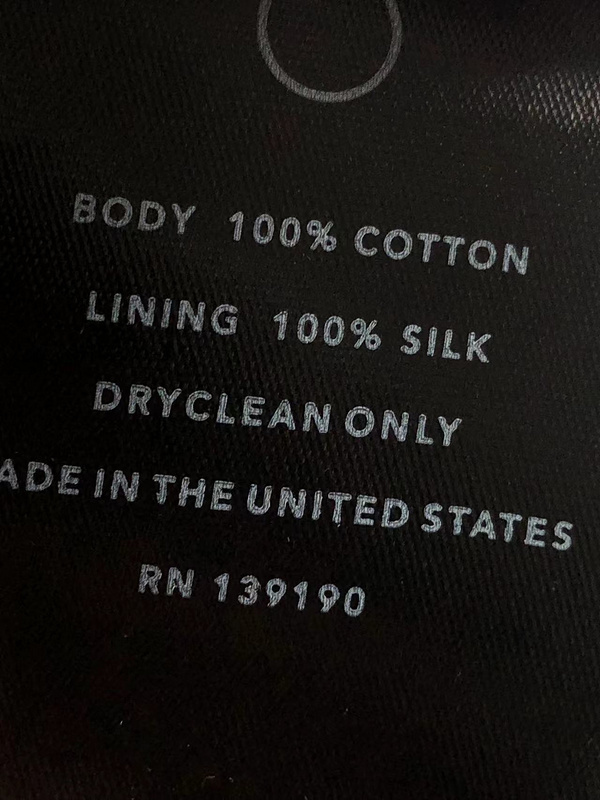 BODY 100% COTTON
LINING 100% SILK
DRYCLEAN ONLY
ADE IN THE UNITED STATES
RN 139190